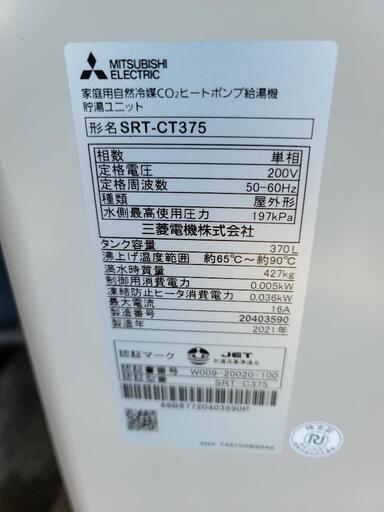 MITSUBISHI
ELECTRIC
家庭用自然冷媒CO₂ヒートポンプ給湯機
貯湯ユニット
形名 SRT-CT375
相数 単相
定格電圧 200V
定格周波数 50-60Hz
種類 屋外形
水側最高使用圧力 197kPa
三菱電機株式会社
タンク容量 370L
沸上げ温度範囲 約65℃~約90℃
満水時質量 427kg
制御用消費電力 0.005kW
凍結防止ヒータ消費電力 0.036kW
最大電流 16A
製造番号 20403590
製造年 2021年
認証マーク JET
認証番号 W009-20020-100
認証型番 SRT-C375